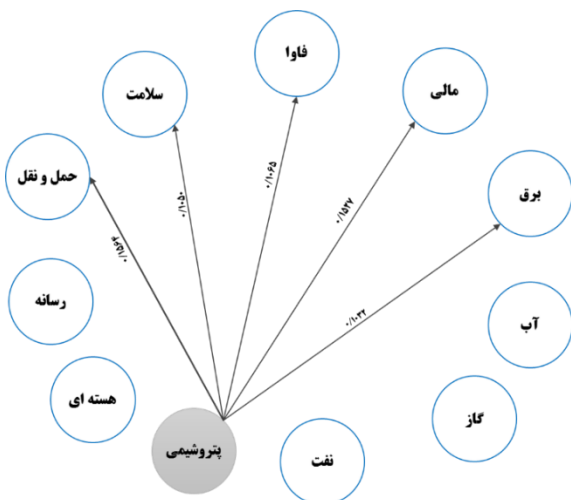 فاوا
مالی
سلامت
حمل و نقل
برق
رسانه
آب
هسته ای
گاز
پتروشیمی
نفت
۰/۱۵۶۴
۰/۱۰۵۰
۰/۱۰۶۵
۰/۱۵۲۷
۰/۱۰۳۲